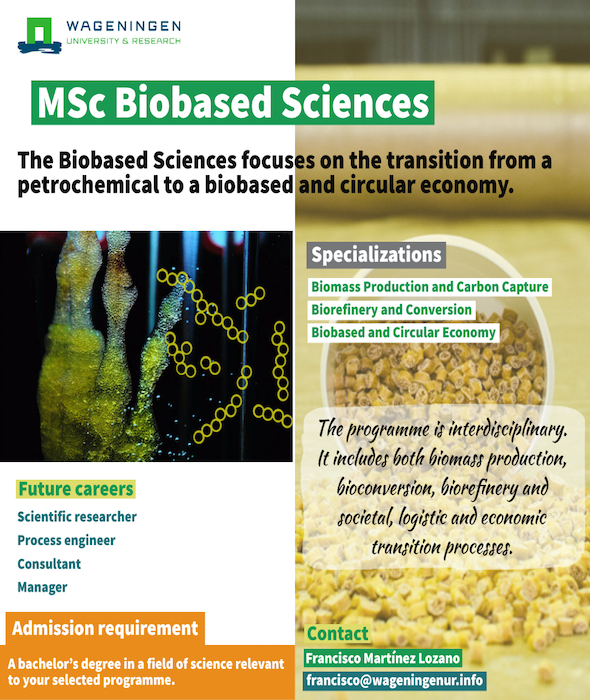 WAGENINGEN
UNIVERSITY & RESEARCH
MSc Biobased Sciences
The Biobased Sciences focuses on the transition from a
petrochemical to a biobased and circular economy.
Specializations
Biomass Production and Carbon Capture
Biorefinery and Conversion
Biobased and Circular Economy
The programme is interdisciplinary.
It includes both biomass production,
bioconversion, biorefinery and
societal, logistic and economic
transition processes.
Future careers
Scientific researcher
Process engineer
Consultant
Manager
Admission requirement
A bachelor's degree in a field of science relevant
to your selected programme.
Contact
Francisco Martínez Lozano
francisco@wageningenur.info